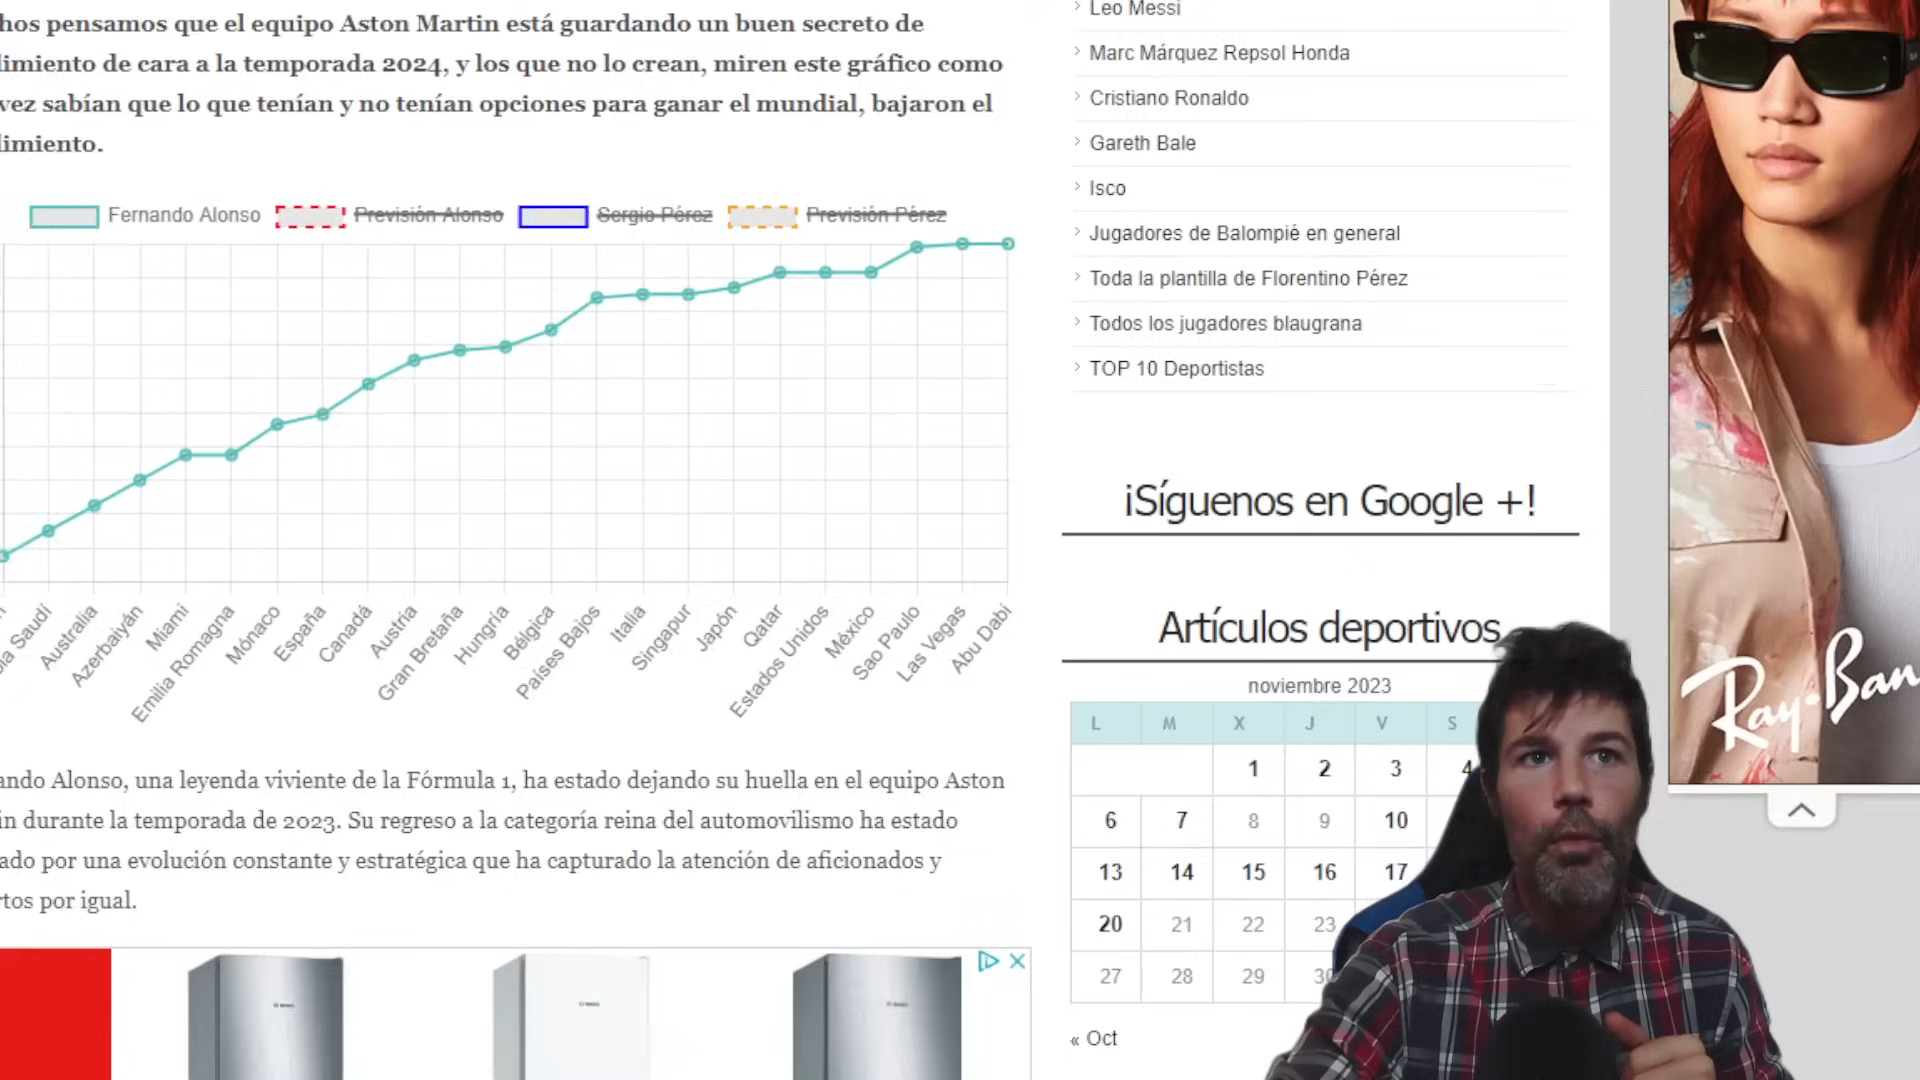 hos pensamos que el equipo Aston Martin está guardando un buen secreto de
limiento de cara a la temporada 2024, y los que no lo crean, miren este gráfico como
vez sabían que lo que tenían y no tenían opciones para ganar el mundial, bajaron el
limiento.
Fernando Alonso Previsión Alonso Sergio Pérez Previsión Pérez
ia Saudí
Australia
Azerbaiyán
Miami
Emilia Romagna
Mónaco
España
Canadá
Austria
Gran Bretaña
Hungría
Bélgica
Países Bajos
Italia
Singapur
Japón
Qatar
Estados Unidos
México
Sao Paulo
Las Vegas
Abu Dabi
ando Alonso, una leyenda viviente de la Fórmula 1, ha estado dejando su huella en el equipo Aston
in durante la temporada de 2023. Su regreso a la categoría reina del automovilismo ha estado
ado por una evolución constante y estratégica que ha capturado la atención de aficionados y
rtos por igual.
Leo Messi
Marc Márquez Repsol Honda
Cristiano Ronaldo
Gareth Bale
Isco
Jugadores de Balompié en general
Toda la plantilla de Florentino Pérez
Todos los jugadores blaugrana
TOP 10 Deportistas
¡Síguenos en Google +!
Artículos deportivos
noviembre 2023
L M X J V S
1 2 3 4
6 7 8 9 10
13 14 15 16 17
20 21 22 23
27 28 29 30
« Oct
Ray-Ban